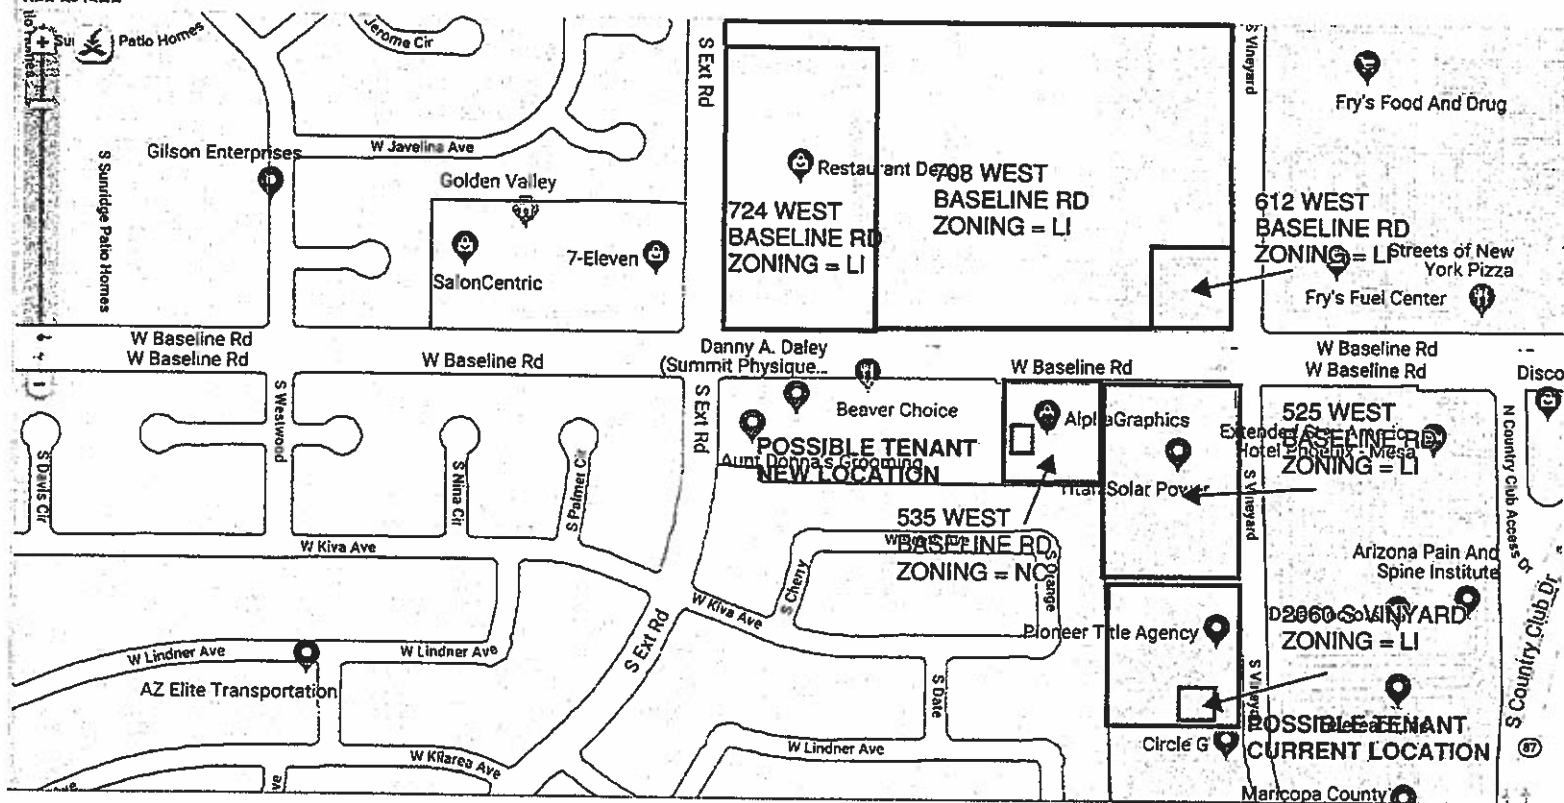 Patio Homes
Jerome Cir
S Ext Rd
S Vineyard
Fry's Food And Drug
Gilson Enterprises
W Javelina Ave
S Sunridge Patio Homes
Golden Valley
SalonCentric
7-Eleven
Restaurant De
724 WEST
BASELINE RD
ZONING = LI
708 WEST
BASELINE RD
ZONING = LI
612 WEST
BASELINE RD
ZONING = LI
Streets of New
York Pizza
Fry's Fuel Center
W Baseline Rd
W Baseline Rd
W Baseline Rd
Danny A. Daley
(Summit Physique...
W Baseline Rd
W Baseline Rd
W Baseline Rd
Disco
S Westwood
S Ext Rd
Beaver Choice
AlphaGraphics
525 WEST
BASELINE RD
ZONING = LI
Extended Stay America
Hotel Phoenix - Mesa
N Country Club Access Dr
POSSIBLE TENANT
NEW LOCATION
Aunt Donna's Grooming
Titan Solar Power
S Vineyard
S Davis Cir
S Nina Cir
S Palmer Cir
535 WEST
BASELINE RD
ZONING = NC
W Kiva Ave
S Cherry
S Orange
Arizona Pain And
Spine Institute
W Kiva Ave
S Ext Rd
Pioneer Title Agency
2060 S VINYARD
ZONING = LI
S Country Club Dr
W Lindner Ave
W Lindner Ave
AZ Elite Transportation
S Date
S Vineyard
POSSIBLE TENANT
CURRENT LOCATION
87
W Lindner Ave
Circle G
W Kilarea Ave
Maricopa County